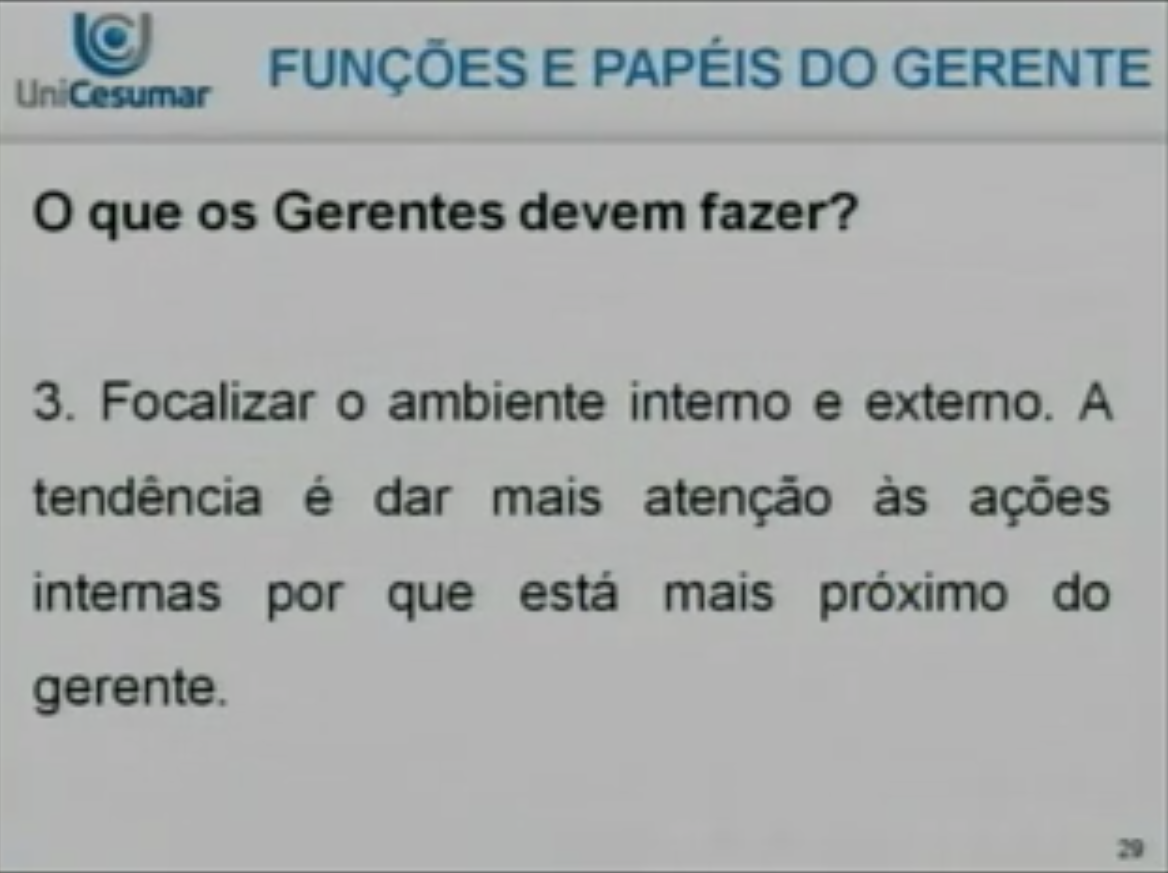 UniCesumar
FUNÇÕES E PAPÉIS DO GERENTE
O que os Gerentes devem fazer?
3. Focalizar o ambiente interno e externo. A
tendência é dar mais atenção às ações
internas por que está mais próximo do
gerente.
29